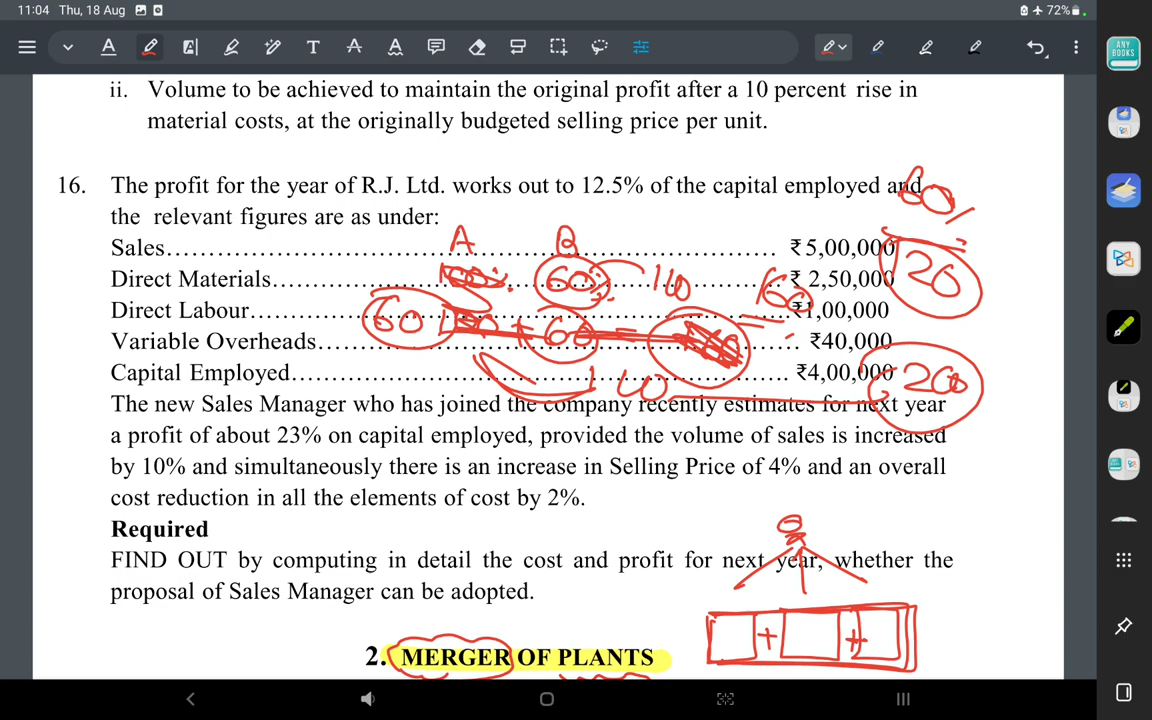 11:04 Thu, 18 Aug
72%
ii. Volume to be achieved to maintain the original profit after a 10 percent rise in
material costs, at the originally budgeted selling price per unit.
16. The profit for the year of R.J. Ltd. works out to 12.5% of the capital employed and
the relevant figures are as under:
60/-
A B
Sales ₹5,00,000
Direct Materials ₹ 2,50,000
60 110 160 20
Direct Labour ₹1,00,000
60
Variable Overheads ₹40,000
60
Capital Employed ₹4,00,000
140 200
The new Sales Manager who has joined the company recently estimates for next year
a profit of about 23% on capital employed, provided the volume of sales is increased
by 10% and simultaneously there is an increase in Selling Price of 4% and an overall
cost reduction in all the elements of cost by 2%.
Required
FIND OUT by computing in detail the cost and profit for next year, whether the
proposal of Sales Manager can be adopted.
+ +
2. MERGER OF PLANTS
ANY BOOKS